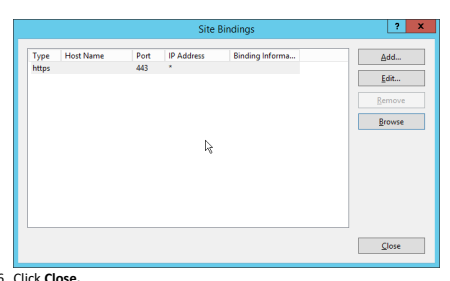 Site Bindings
? x
Type Host Name Port IP Address Binding Informa...
https 443 *
Add...
Edit...
Remove
Browse
Close
Click Close.